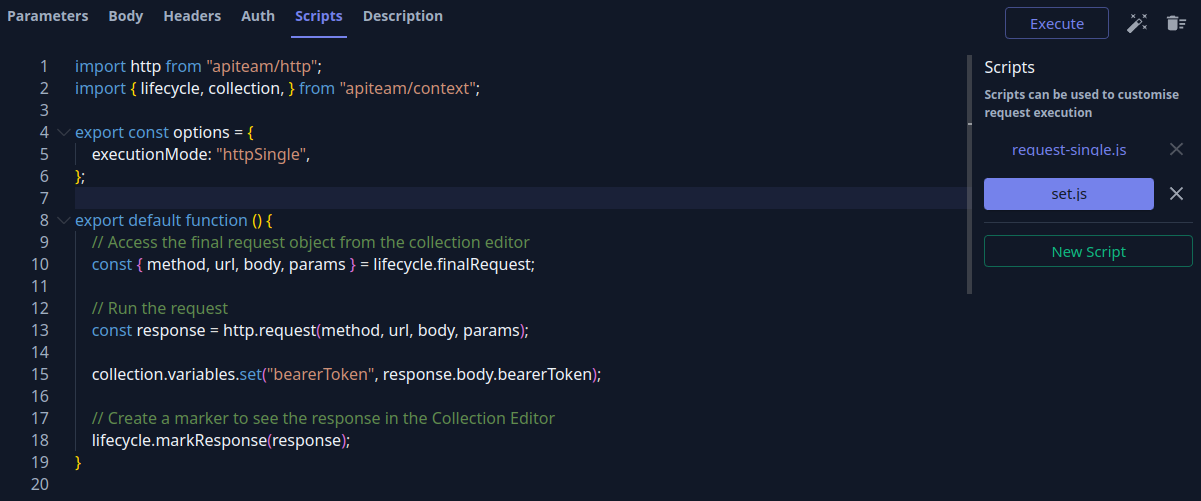 Parameters Body Headers Auth Scripts Description
Execute
1 import http from "apiteam/http";
2 import { lifecycle, collection, } from "apiteam/context";
3
4 export const options = {
5 executionMode: "httpSingle",
6 };
7
8 export default function () {
9 // Access the final request object from the collection editor
10 const { method, url, body, params } = lifecycle.finalRequest;
11
12 // Run the request
13 const response = http.request(method, url, body, params);
14
15 collection.variables.set("bearerToken", response.body.bearerToken);
16
17 // Create a marker to see the response in the Collection Editor
18 lifecycle.markResponse(response);
19 }
20
Scripts
Scripts can be used to customise
request execution
request-single.js
set.js
New Script